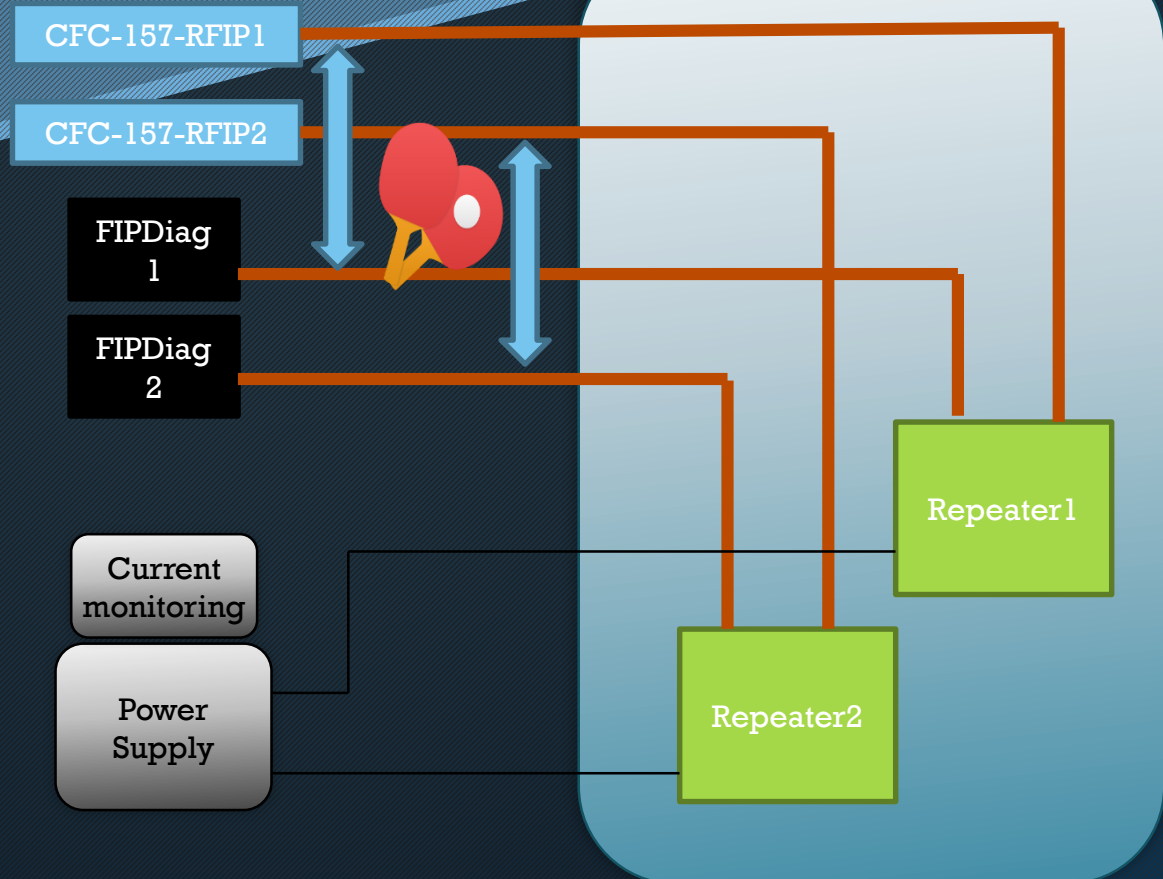 CFC-157-RFIP1
CFC-157-RFIP2
FIPDiag
1
FIPDiag
2
Repeater1
Current
monitoring
Power
Supply
Repeater2